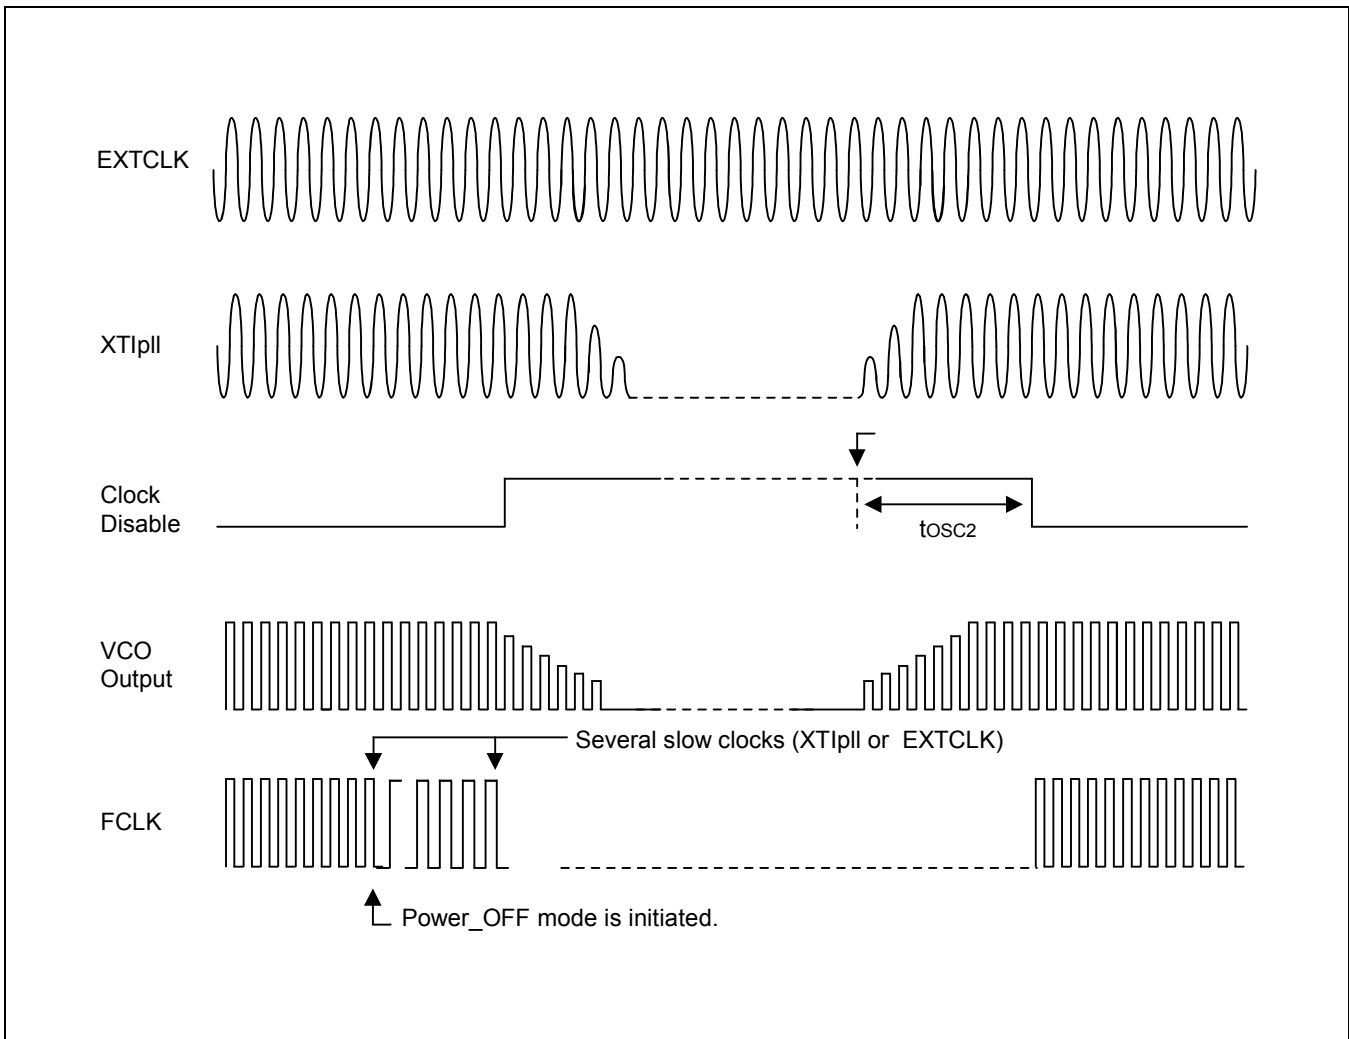 EXTCLK
XTIpll
Clock
Disable
tOSC2
VCO
Output
Several slow clocks (XTIpll or EXTCLK)
FCLK
Power_OFF mode is initiated.